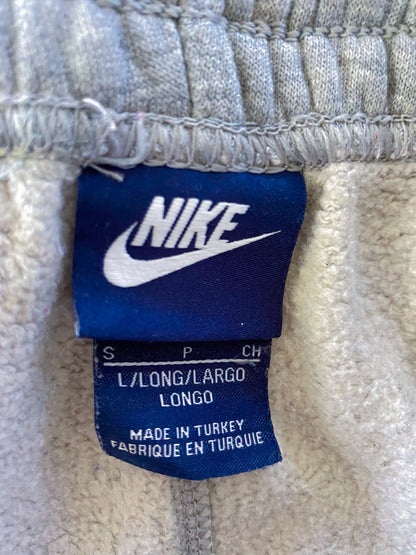 NIKE
S P CH
L/LONG/LARGO
LONGO
MADE IN TURKEY
FABRIQUE EN TURQUIE